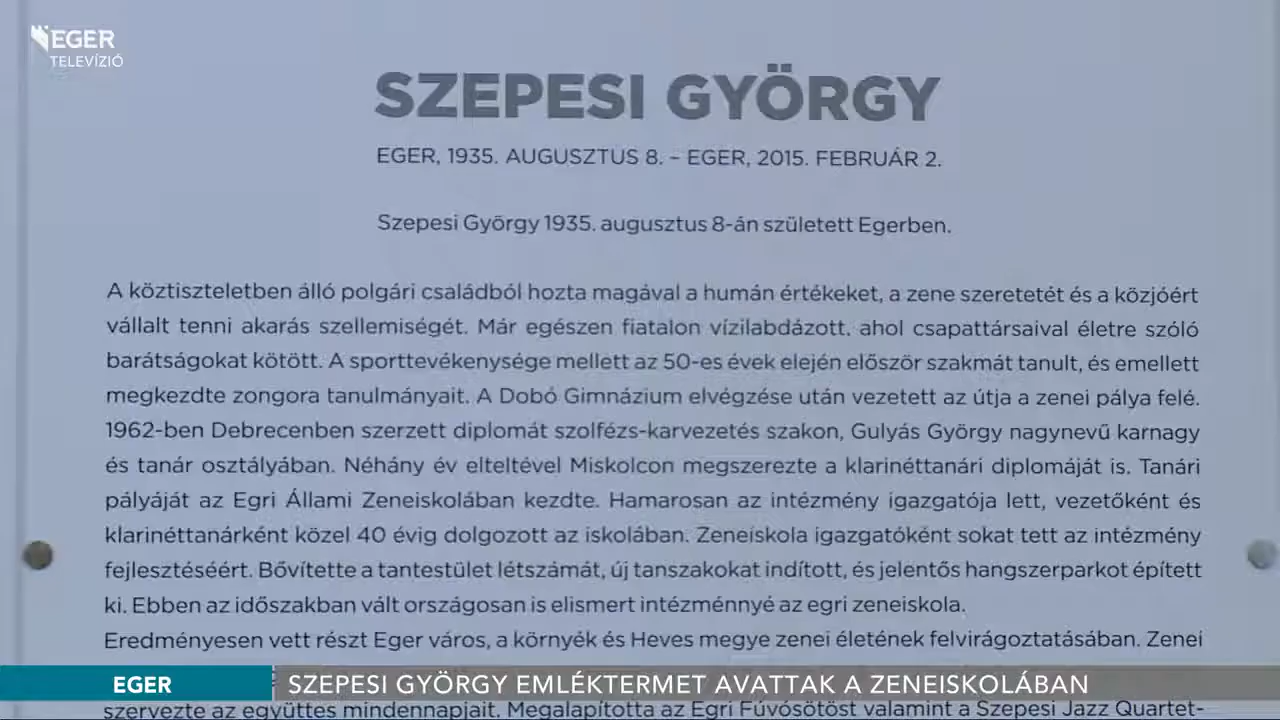 EGER
TELEVÍZIÓ
SZEPESI GYÖRGY
EGER, 1935. AUGUSZTUS 8. – EGER, 2015. FEBRUÁR 2.
Szepesi György 1935. augusztus 8-án született Egerben.
A köztiszteletben álló polgári családból hozta magával a humán értékeket, a zene szeretetét és a közjóért
vállalt tenni akarás szellemiségét. Már egészen fiatalon vízilabdázott, ahol csapattársaival életre szóló
barátságokat kötött. A sporttevékenysége mellett az 50-es évek elején először szakmát tanult, és emellett
megkezdte zongora tanulmányait. A Dobó Gimnázium elvégzése után vezetett az útja a zenei pálya felé.
1962-ben Debrecenben szerzett diplomát szolfézs-karvezetés szakon, Gulyás György nagynevű karnagy
és tanár osztályában. Néhány év elteltével Miskolcon megszerezte a klarinéttanári diplomáját is. Tanári
pályáját az Egri Állami Zeneiskolában kezdte. Hamarosan az intézmény igazgatója lett, vezetőként és
klarinéttanárként közel 40 évig dolgozott az iskolában. Zeneiskola igazgatóként sokat tett az intézmény
fejlesztéséért. Bővítette a tantestület létszámát, új tanszakokat indított, és jelentős hangszerparkot épített
ki. Ebben az időszakban vált országosan is elismert intézménnyé az egri zeneiskola.
Eredményesen vett részt Eger város, a környék és Heves megye zenei életének felvirágoztatásában. Zenei
EGER
SZEPESI GYÖRGY EMLÉKTERMET AVATTAK A ZENEISKOLÁBAN
szervezte az együttes mindennapjait. Megalapította az Egri Fúvósötöst valamint a Szepesi Jazz Quartet-